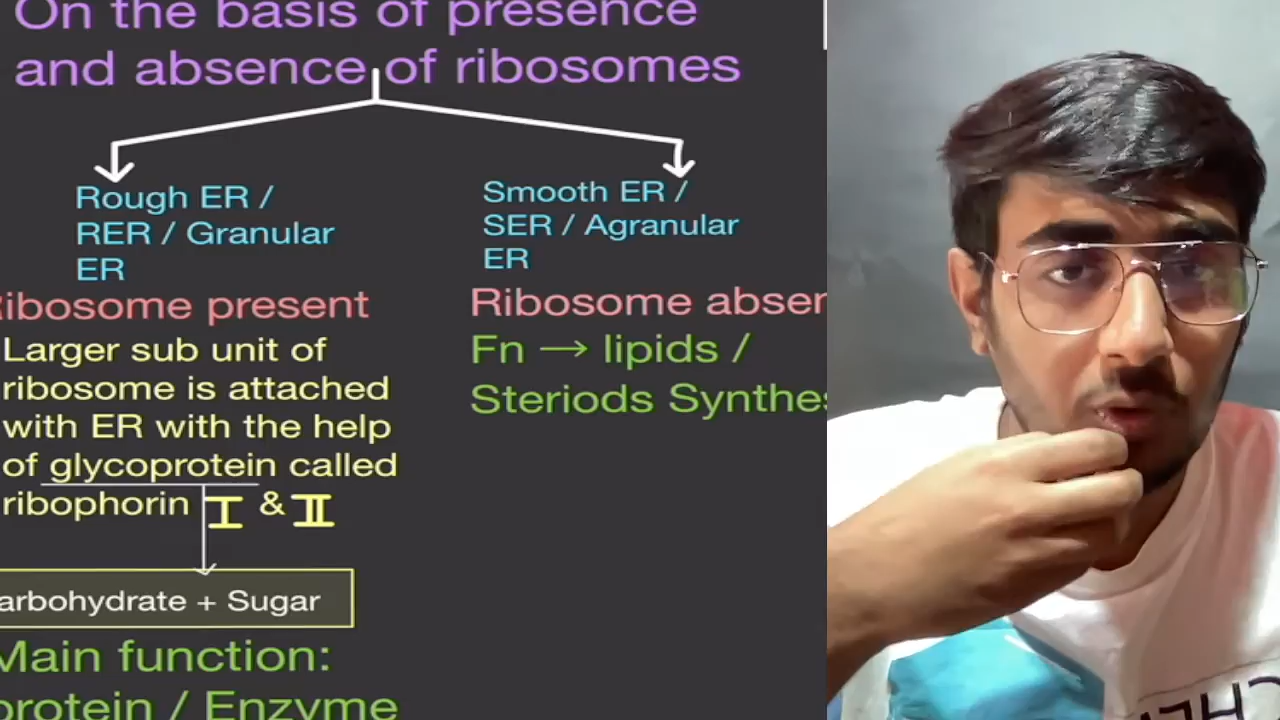 On the basis of presence
and absence of ribosomes
Rough ER /
RER / Granular
ER
Ribosome present
Larger sub unit of
ribosome is attached
with ER with the help
of glycoprotein called
ribophorin I & II
arbohydrate + Sugar
Main function:
protein / Enzyme
Smooth ER /
SER / Agranular
ER
Ribosome absen
Fn → lipids /
Steriods Synthes